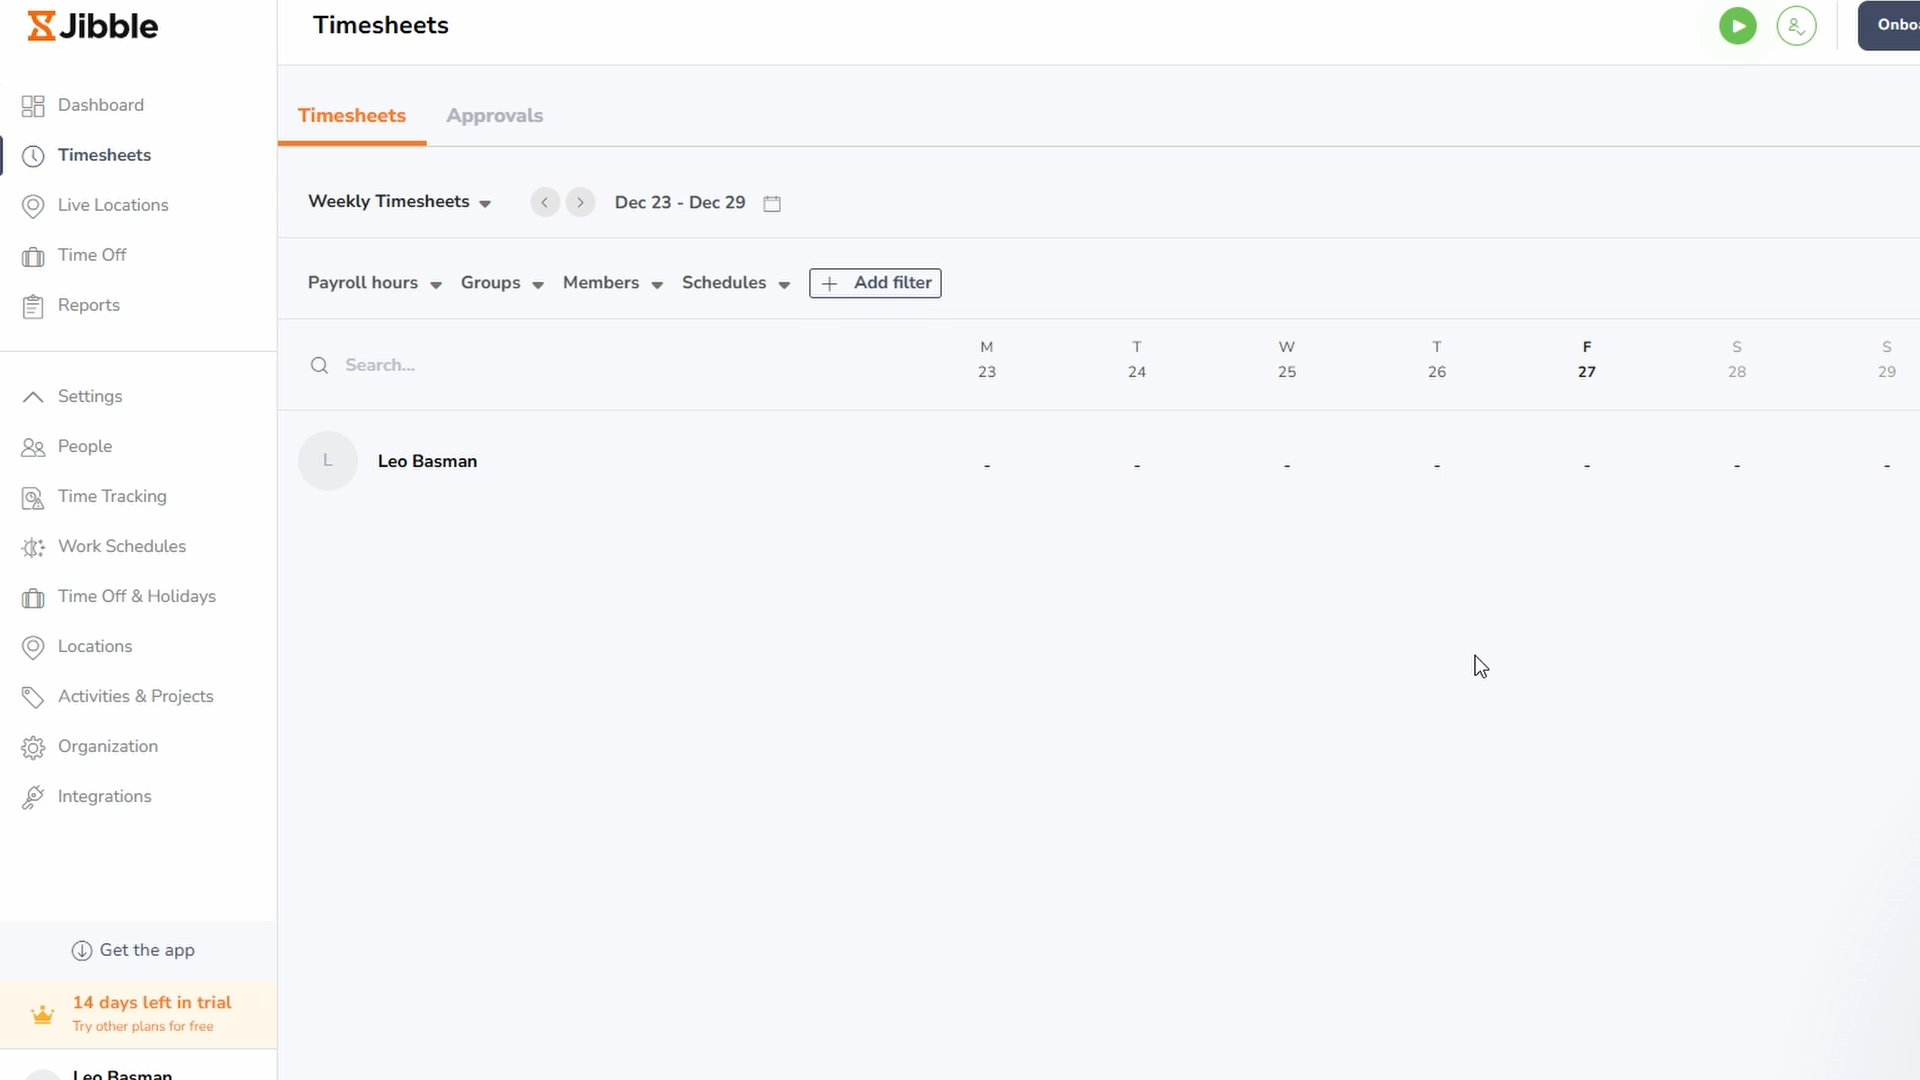 Jibble
Timesheets
Onboa
Dashboard
Timesheets
Live Locations
Time Off
Reports
Settings
People
Time Tracking
Work Schedules
Time Off & Holidays
Locations
Activities & Projects
Organization
Integrations
Get the app
14 days left in trial
Try other plans for free
Leo Basman
Timesheets Approvals
Weekly Timesheets Dec 23 - Dec 29
Payroll hours Groups Members Schedules + Add filter
M T W T F S S
Search... 23 24 25 26 27 28 29
L Leo Basman - - - - - - -